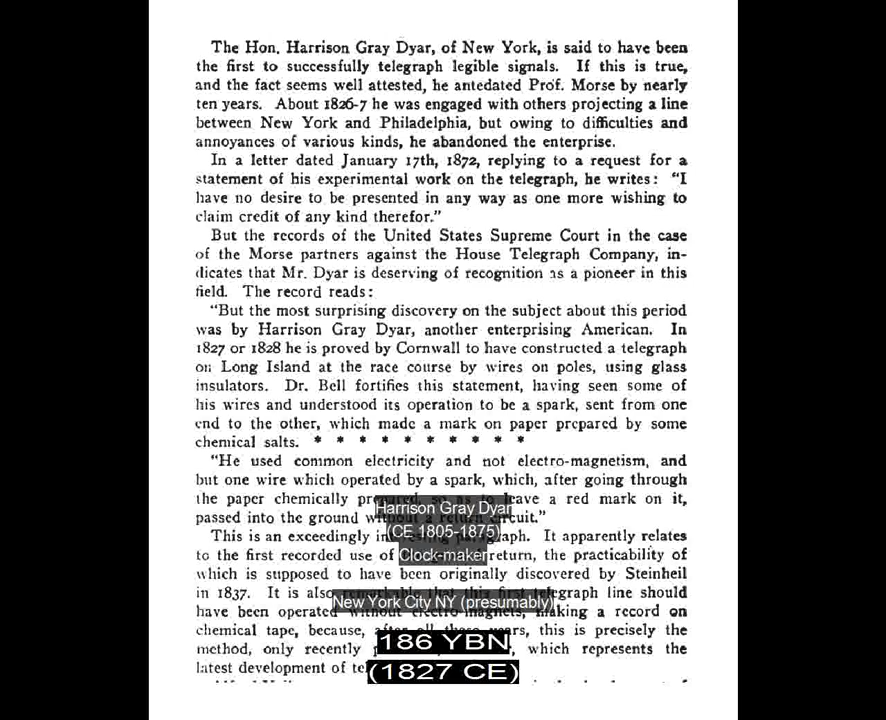 The Hon. Harrison Gray Dyar, of New York, is said to have been
the first to successfully telegraph legible signals. If this is true,
and the fact seems well attested, he antedated Prof. Morse by nearly
ten years. About 1826-7 he was engaged with others projecting a line
between New York and Philadelphia, but owing to difficulties and
annoyances of various kinds, he abandoned the enterprise.
In a letter dated January 17th, 1872, replying to a request for a
statement of his experimental work on the telegraph, he writes: "I
have no desire to be presented in any way as one more wishing to
claim credit of any kind therefor."
But the records of the United States Supreme Court in the case
of the Morse partners against the House Telegraph Company, in-
dicates that Mr. Dyar is deserving of recognition as a pioneer in this
field. The record reads:
"But the most surprising discovery on the subject about this period
was by Harrison Gray Dyar, another enterprising American. In
1827 or 1828 he is proved by Cornwall to have constructed a telegraph
on Long Island at the race course by wires on poles, using glass
insulators. Dr. Bell fortifies this statement, having seen some of
his wires and understood its operation to be a spark, sent from one
end to the other, which made a mark on paper prepared by some
chemical salts. * * * * * * * * * *
"He used common electricity and not electro-magnetism, and
but one wire which operated by a spark, which, after going through
the paper chemically prepared, so as to leave a red mark on it,
passed into the ground without a return circuit."
This is an exceedingly paragraph. It apparently relates
to the first recorded use of return, the practicability of
which is supposed to have been originally discovered by Steinheil
in 1837. It is also remarkable that this first telegraph line should
have been operated without electro-magnets, making a record on
chemical tape, because, after all these years, this is precisely the
method, only recently which represents the
latest development of
Harrison Gray Dyar
(CE 1805-1875)
Clock-maker
New York City NY (presumably)
186 YBN
(1827 CE)